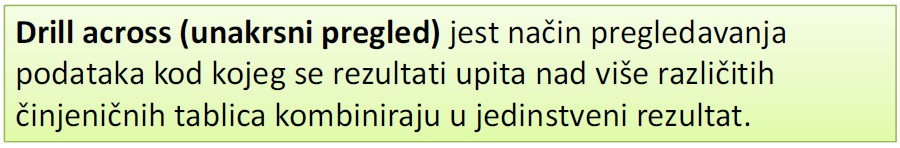 Drill across (unakrsni pregled) jest način pregledavanja
podataka kod kojeg se rezultati upita nad više različitih
činjeničnih tablica kombiniraju u jedinstveni rezultat.